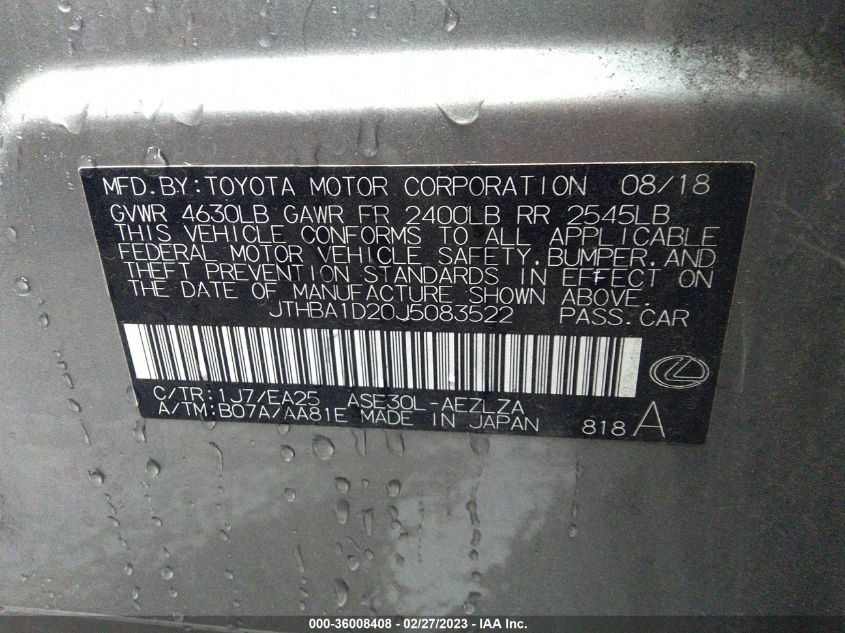 MFD.BY:TOYOTA MOTOR CORPORATION 08/18
GVWR 4630LB GAWR FR 2400LB RR 2545LB
THIS VEHICLE CONFORMS TO ALL APPLICABLE
FEDERAL MOTOR VEHICLE SAFETY,BUMPER,AND
THEFT PREVENTION STANDARDS IN EFFECT ON
THE DATE OF MANUFACTURE SHOWN ABOVE.
JTHBA1D20J5083522 PASS.CAR
C/TR:1J7/EA25 ASE30L-AEZLZA
A/TM:B07A/AA81E MADE IN JAPAN 818 A
000-36008408 - 02/27/2023 - © IAA Inc.